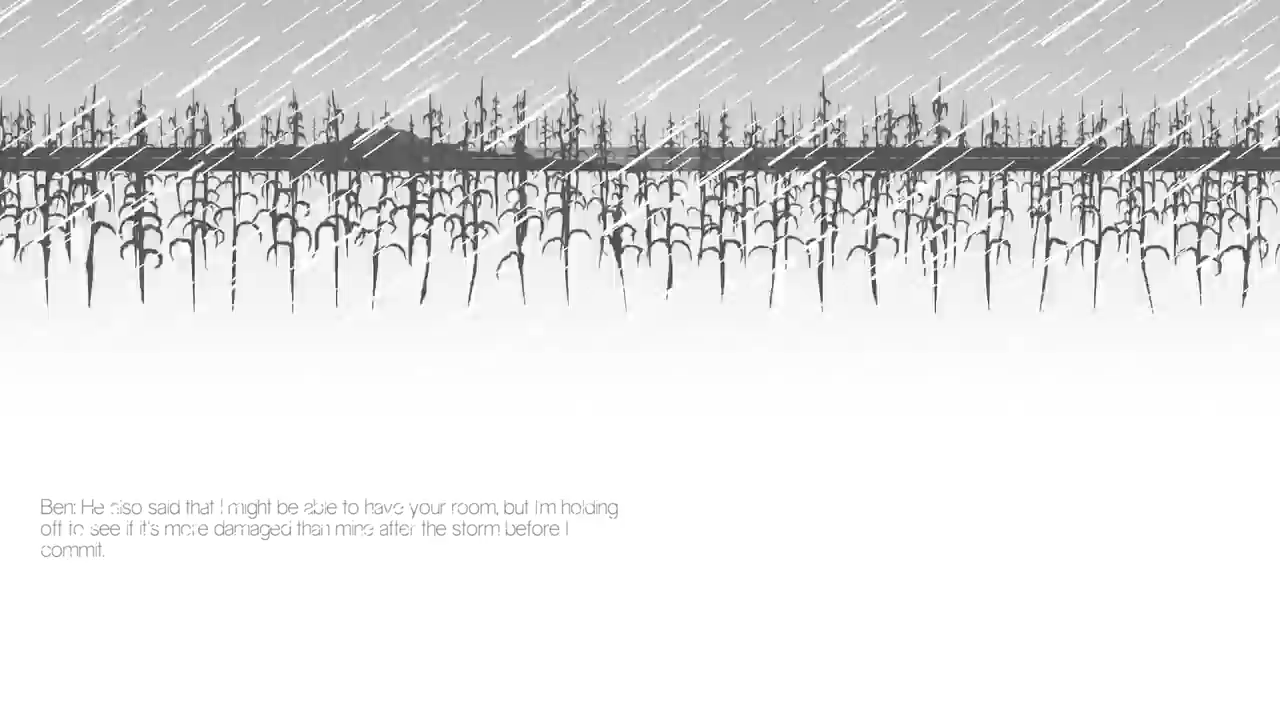 Ben: He also said that I might be able to have your room, but I'm holding
off to see if it's more damaged than mine after the storm before I
commit.